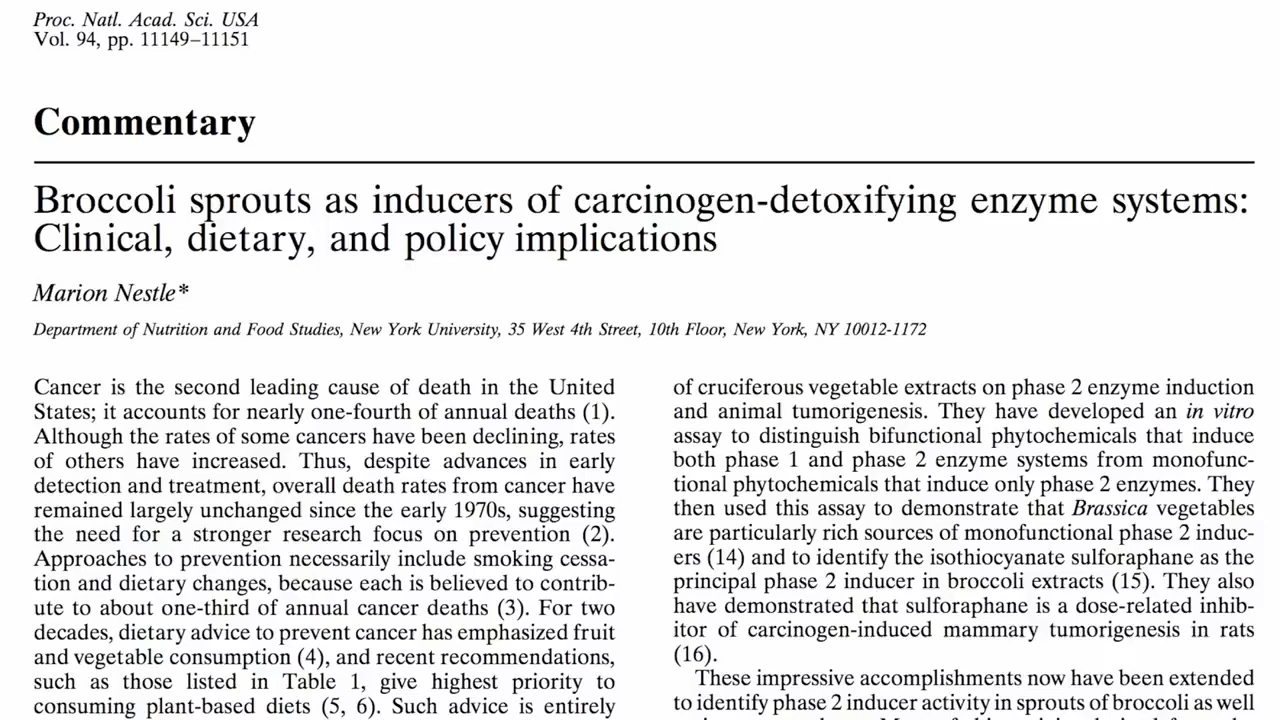 Proc. Natl. Acad. Sci. USA
Vol. 94, pp. 11149–11151
Commentary
Broccoli sprouts as inducers of carcinogen-detoxifying enzyme systems:
Clinical, dietary, and policy implications
Marion Nestle*
Department of Nutrition and Food Studies, New York University, 35 West 4th Street, 10th Floor, New York, NY 10012-1172
Cancer is the second leading cause of death in the United
States; it accounts for nearly one-fourth of annual deaths (1).
Although the rates of some cancers have been declining, rates
of others have increased. Thus, despite advances in early
detection and treatment, overall death rates from cancer have
remained largely unchanged since the early 1970s, suggesting
the need for a stronger research focus on prevention (2).
Approaches to prevention necessarily include smoking cessa-
tion and dietary changes, because each is believed to contrib-
ute to about one-third of annual cancer deaths (3). For two
decades, dietary advice to prevent cancer has emphasized fruit
and vegetable consumption (4), and recent recommendations,
such as those listed in Table 1, give highest priority to
consuming plant-based diets (5, 6). Such advice is entirely
of cruciferous vegetable extracts on phase 2 enzyme induction
and animal tumorigenesis. They have developed an in vitro
assay to distinguish bifunctional phytochemicals that induce
both phase 1 and phase 2 enzyme systems from monofunc-
tional phytochemicals that induce only phase 2 enzymes. They
then used this assay to demonstrate that Brassica vegetables
are particularly rich sources of monofunctional phase 2 induc-
ers (14) and to identify the isothiocyanate sulforaphane as the
principal phase 2 inducer in broccoli extracts (15). They also
have demonstrated that sulforaphane is a dose-related inhib-
itor of carcinogen-induced mammary tumorigenesis in rats
(16).
These impressive accomplishments now have been extended
to identify phase 2 inducer activity in sprouts of broccoli as well